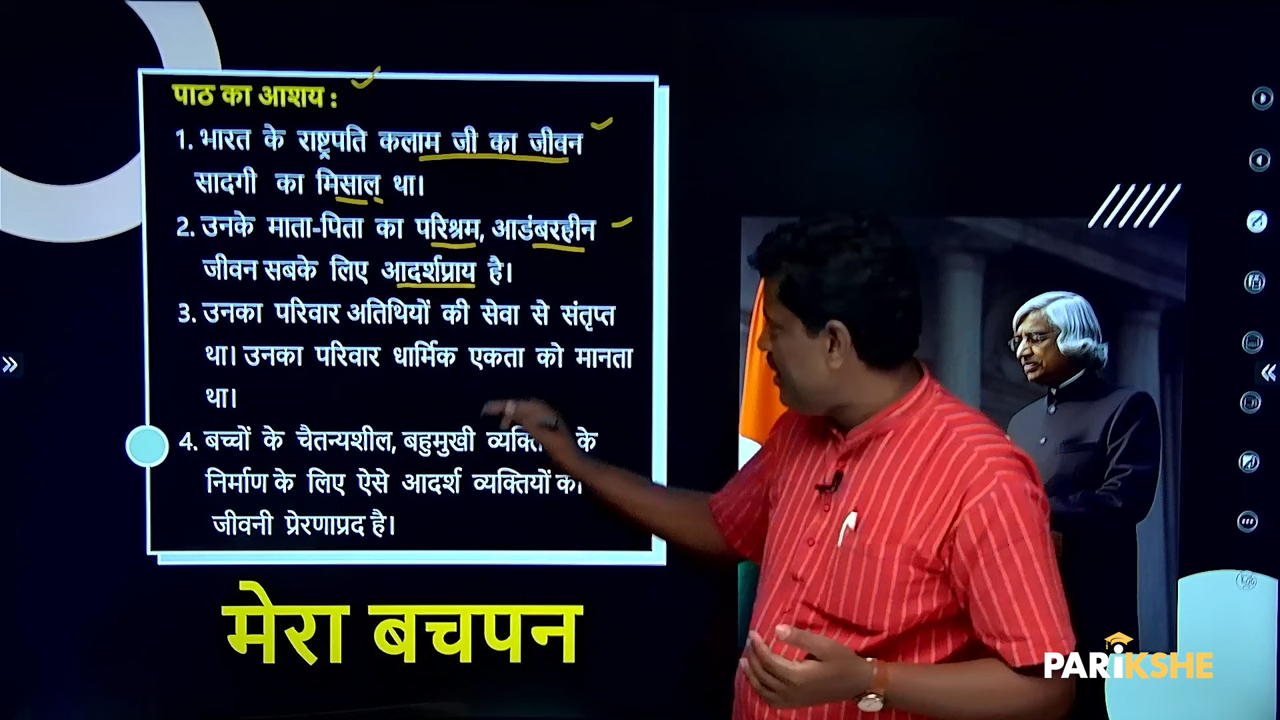 पाठ का आशय :
1. भारत के राष्ट्रपति कलाम जी का जीवन
सादगी का मिसाल था।
2. उनके माता-पिता का परिश्रम, आडंबरहीन
जीवन सबके लिए आदर्शप्राय है।
3. उनका परिवार अतिथियों की सेवा से संतृप्त
था। उनका परिवार धार्मिक एकता को मानता
था।
4. बच्चों के चैतन्यशील, बहुमुखी के
निर्माण के लिए ऐसे आदर्श व्यक्तियों
जीवनी प्रेरणाप्रद है।
मेरा बचपन
PARiKSHE